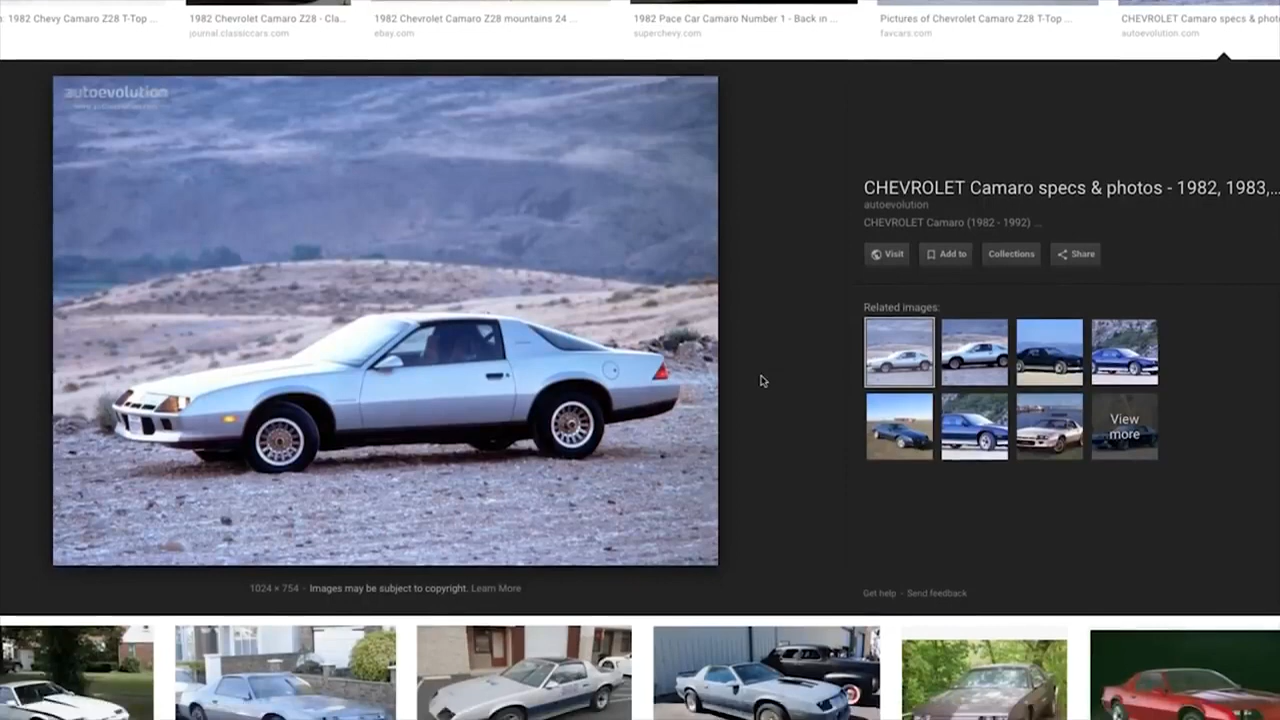 . 1982 Chevy Camaro Z28 T-Top ...
1982 Chevrolet Camaro Z28 - Cla...
journal.classiccars.com
1982 Chevrolet Camaro Z28 mountains 24 ...
ebay.com
1982 Pace Car Camaro Number 1 - Back in ...
superchevy.com
Pictures of Chevrolet Camaro Z28 T-Top ...
favcars.com
CHEVROLET Camaro specs & phot
autoevolution.com
autoevolution
CHEVROLET Camaro specs & photos - 1982, 1983,...
autoevolution
CHEVROLET Camaro (1982 - 1992) ...
Visit
Add to
Collections
Share
Related images:
View
more
1024 × 754 - Images may be subject to copyright. Learn More
Get help - Send feedback